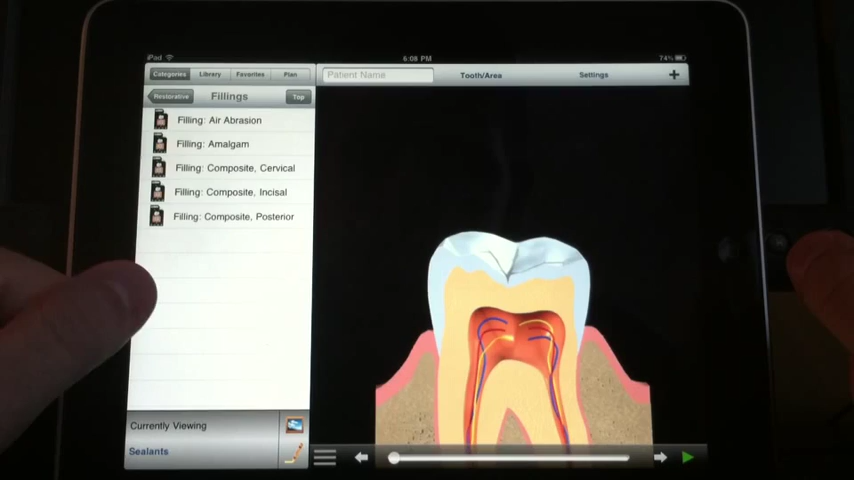 iPad 6:08 PM 74%
Categories Library Favorites Plan Patient Name Tooth/Area Settings +
Restorative Fillings Top
Filling: Air Abrasion
Filling: Amalgam
Filling: Composite, Cervical
Filling: Composite, Incisal
Filling: Composite, Posterior
Currently Viewing
Sealants